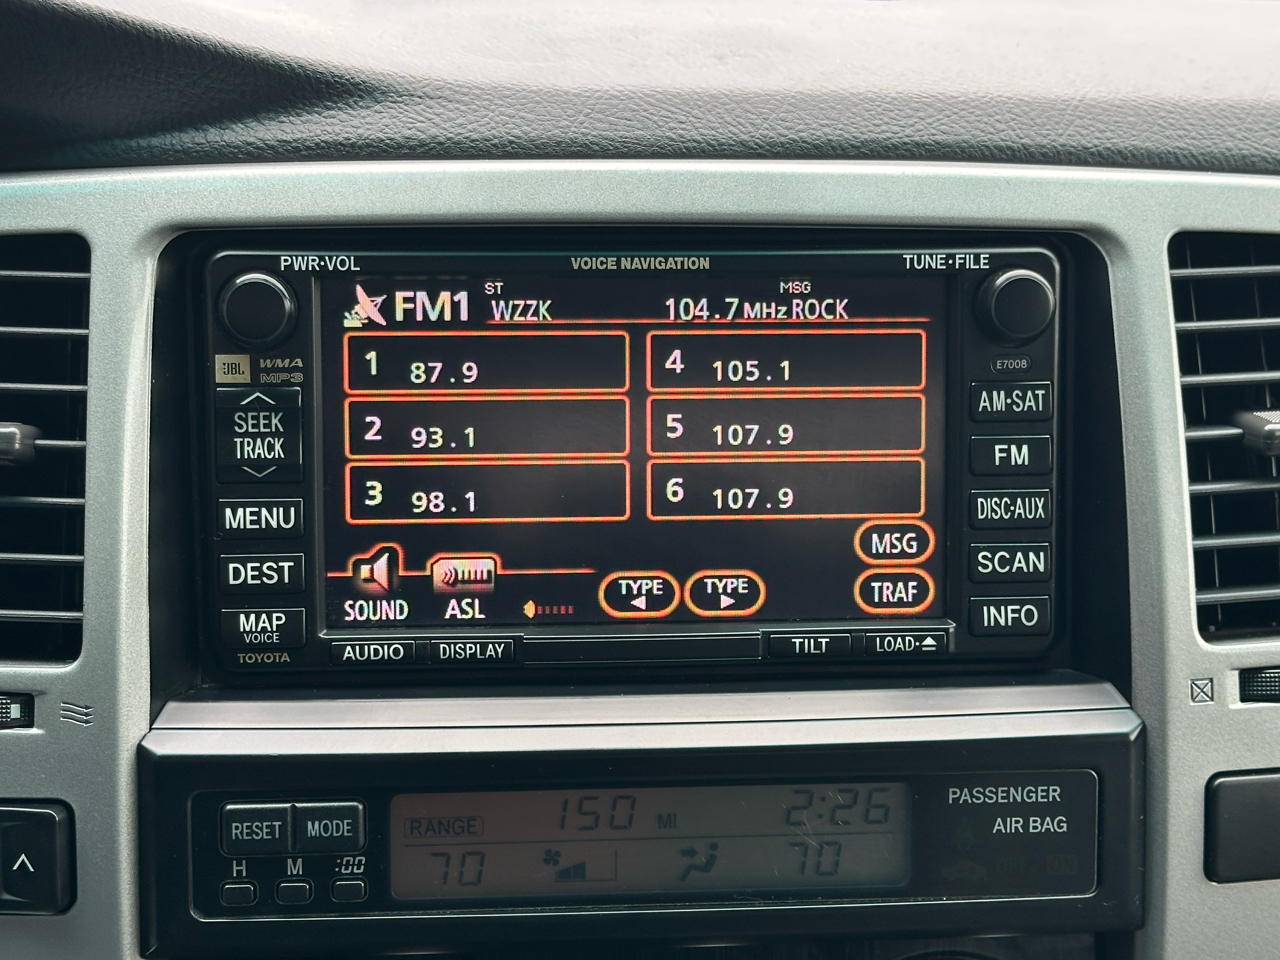 PWR·VOL
VOICE NAVIGATION
TUNE·FILE
FM1 ST WZZK
MSG
104.7 MHz ROCK
JBL WMA MP3
E7008
1 87.9
4 105.1
2 93.1
5 107.9
3 98.1
6 107.9
SEEK
TRACK
MENU
DEST
MAP
VOICE
TOYOTA
AM·SAT
FM
DISC·AUX
SCAN
INFO
MSG
TYPE
TYPE
TRAF
SOUND
ASL
AUDIO
DISPLAY
TILT
LOAD·
RESET
MODE
H M :00
RANGE 150 MI 2:26
70 70
PASSENGER
AIR BAG